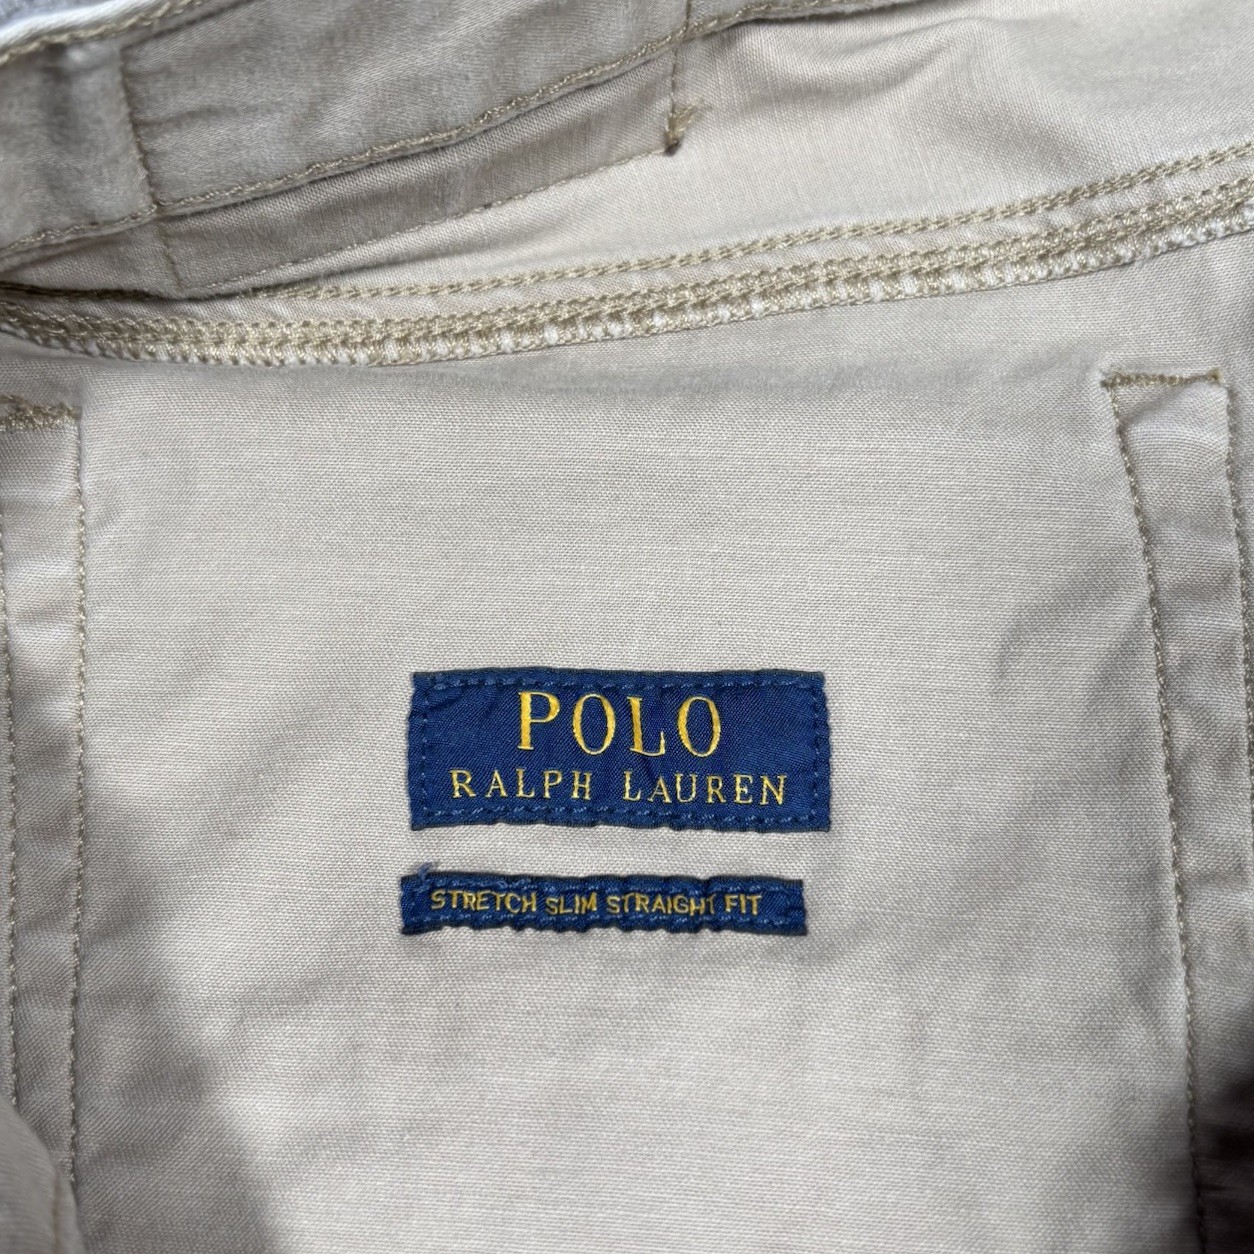 POLO
RALPH LAUREN
STRETCH SLIM STRAIGHT FIT